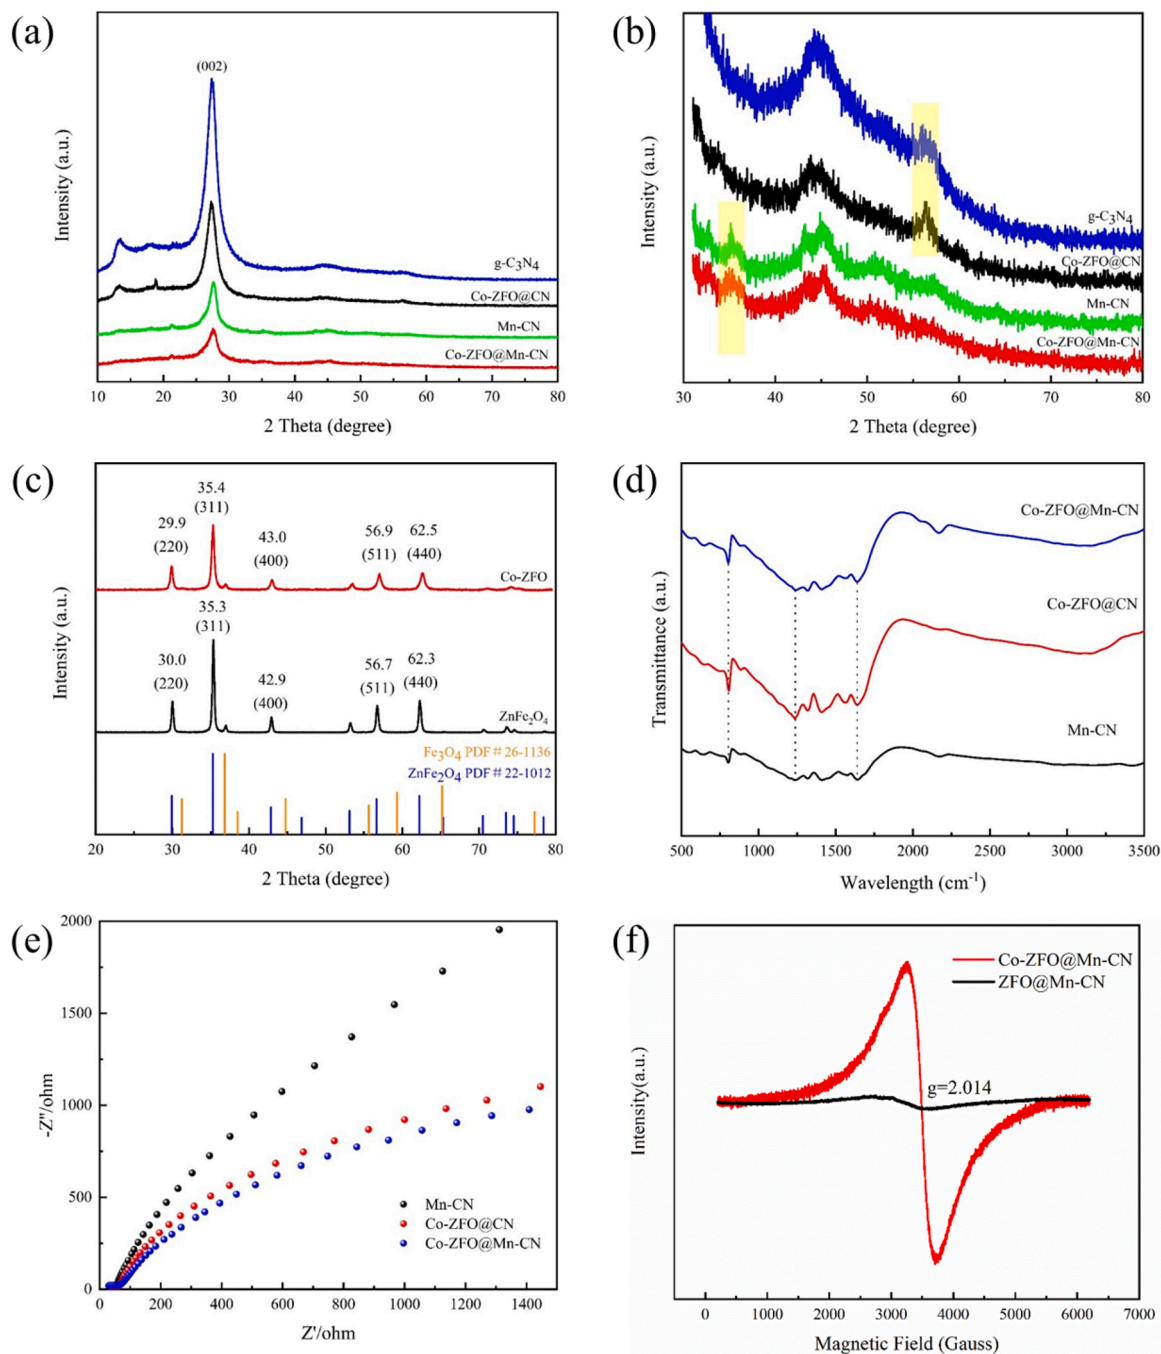 (a)
(002)
Intensity (a.u.)
g-C3N4
Co-ZFO@CN
Mn-CN
Co-ZFO@Mn-CN
10 20 30 40 50 60 70 80
2 Theta (degree)
(b)
Intensity (a.u.)
g-C3N4
Co-ZFO@CN
Mn-CN
Co-ZFO@Mn-CN
30 40 50 60 70 80
2 Theta (degree)
(c)
Intensity (a.u.)
35.4
(311)
29.9
(220)
43.0
(400)
56.9
(511)
62.5
(440)
Co-ZFO
35.3
(311)
30.0
(220)
42.9
(400)
56.7
(511)
62.3
(440)
ZnFe2O4
Fe3O4 PDF#26-1136
ZnFe2O4 PDF#22-1012
20 30 40 50 60 70 80
2 Theta (degree)
(d)
Transmittance (a.u.)
Co-ZFO@Mn-CN
Co-ZFO@CN
Mn-CN
500 1000 1500 2000 2500 3000 3500
Wavelength (cm-1)
(e)
-Z''/ohm
2000
1500
1000
500
0
Mn-CN
Co-ZFO@CN
Co-ZFO@Mn-CN
0 200 400 600 800 1000 1200 1400
Z'/ohm
(f)
Intensity(a.u.)
Co-ZFO@Mn-CN
ZFO@Mn-CN
g=2.014
0 1000 2000 3000 4000 5000 6000 7000
Magnetic Field (Gauss)